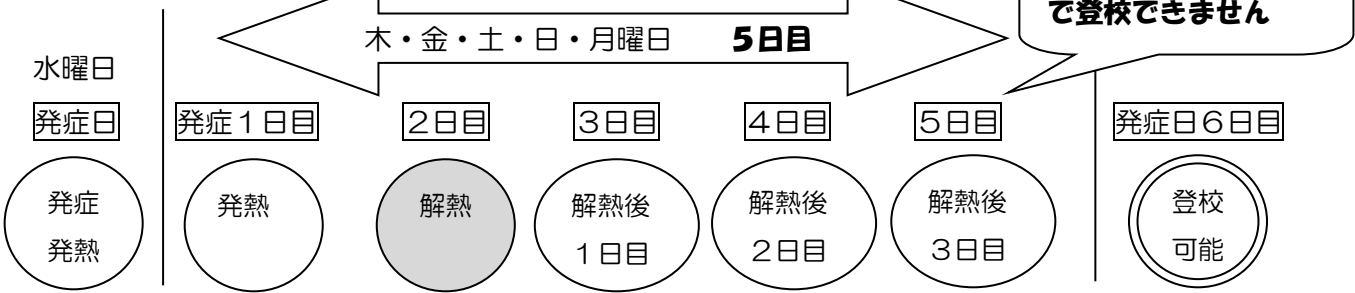 で登校できません
木・金・土・日・月曜日　５日目
水曜日
発症日　発症１日目　２日目　３日目　４日目　５日目　発症日６日目
発症　発熱　解熱　解熱後　解熱後　解熱後　登校
発熱　１日目　２日目　３日目　可能